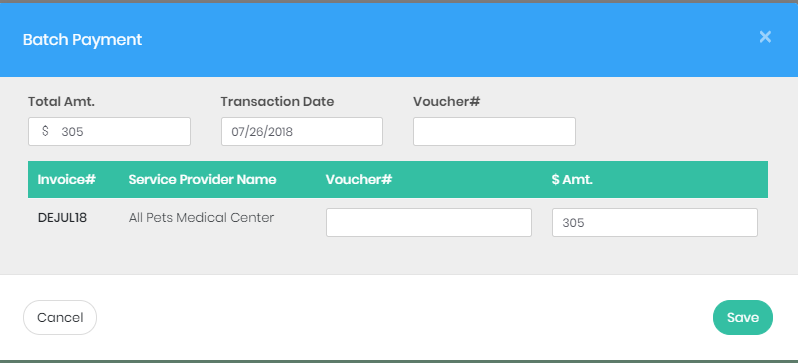 Batch Payment ×
Total Amt. Transaction Date Voucher#
$ 305 07/26/2018
Invoice# Service Provider Name Voucher# $ Amt.
DEJUL18 All Pets Medical Center 305
Cancel Save